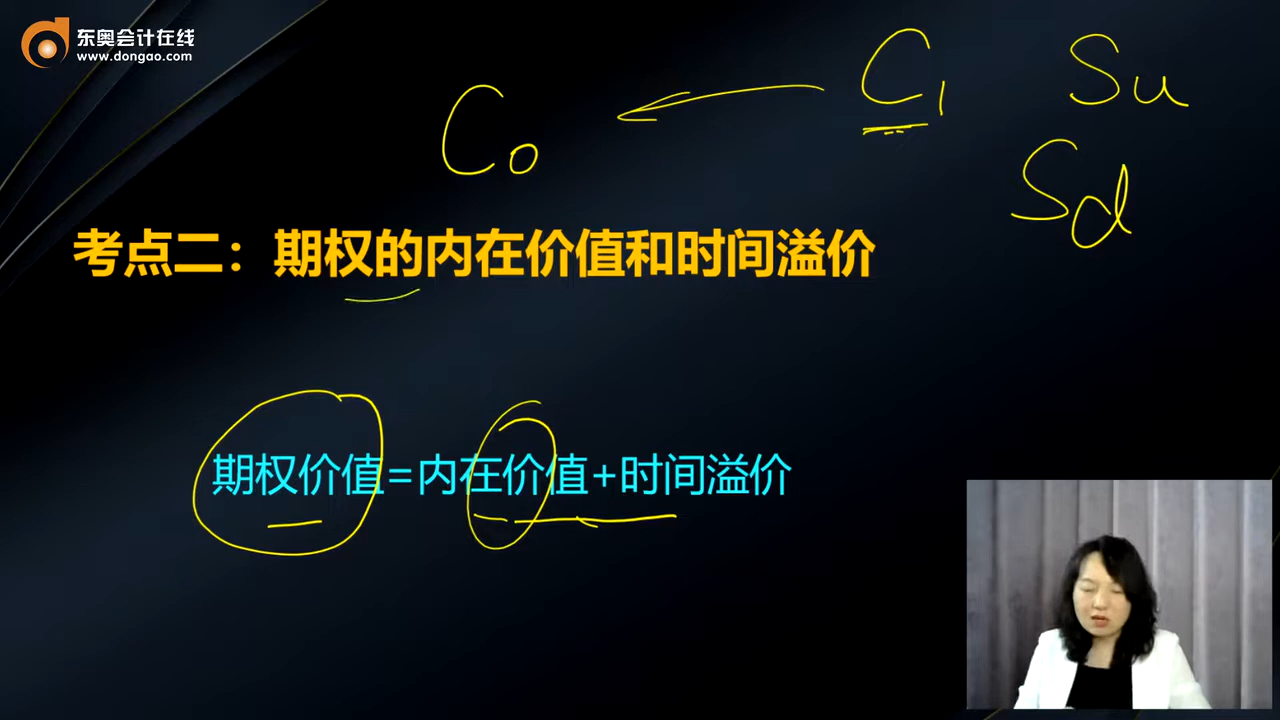 东奥会计在线
www.dongao.com
C₁ Su
C₀
Sd
考点二：期权的内在价值和时间溢价
期权价值=内在价值+时间溢价